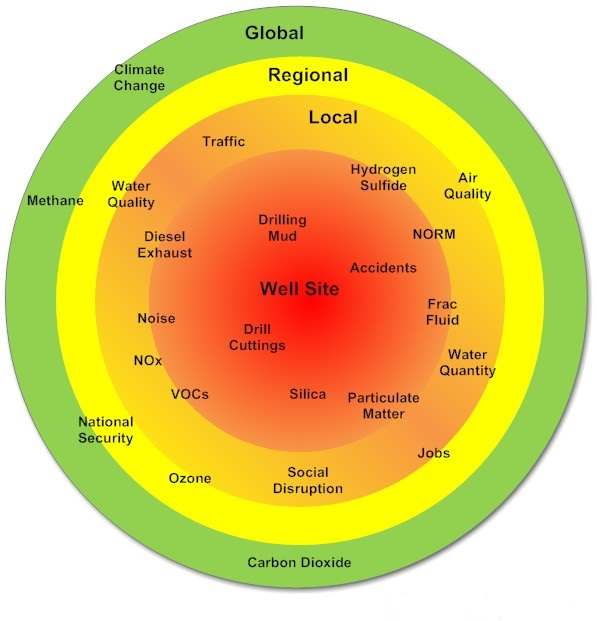 Global
Climate
Change
Regional
Local
Traffic
Hydrogen
Sulfide
Air
Quality
Methane
Water
Quality
Drilling
Mud
NORM
Diesel
Exhaust
Accidents
Well Site
Frac
Fluid
Noise
Drill
Cuttings
NOx
Water
Quantity
VOCs
Silica
Particulate
Matter
National
Security
Jobs
Ozone
Social
Disruption
Carbon Dioxide